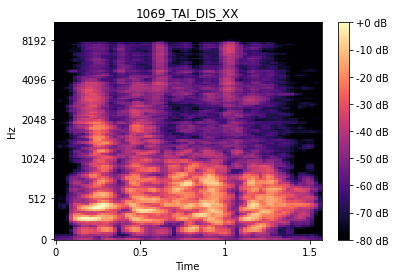 1069_TAI_DIS_XX
8192
4096
2048
1024
512
0
Hz
0
0.5
1
1.5
Time
+0 dB
-10 dB
-20 dB
-30 dB
-40 dB
-50 dB
-60 dB
-70 dB
-80 dB